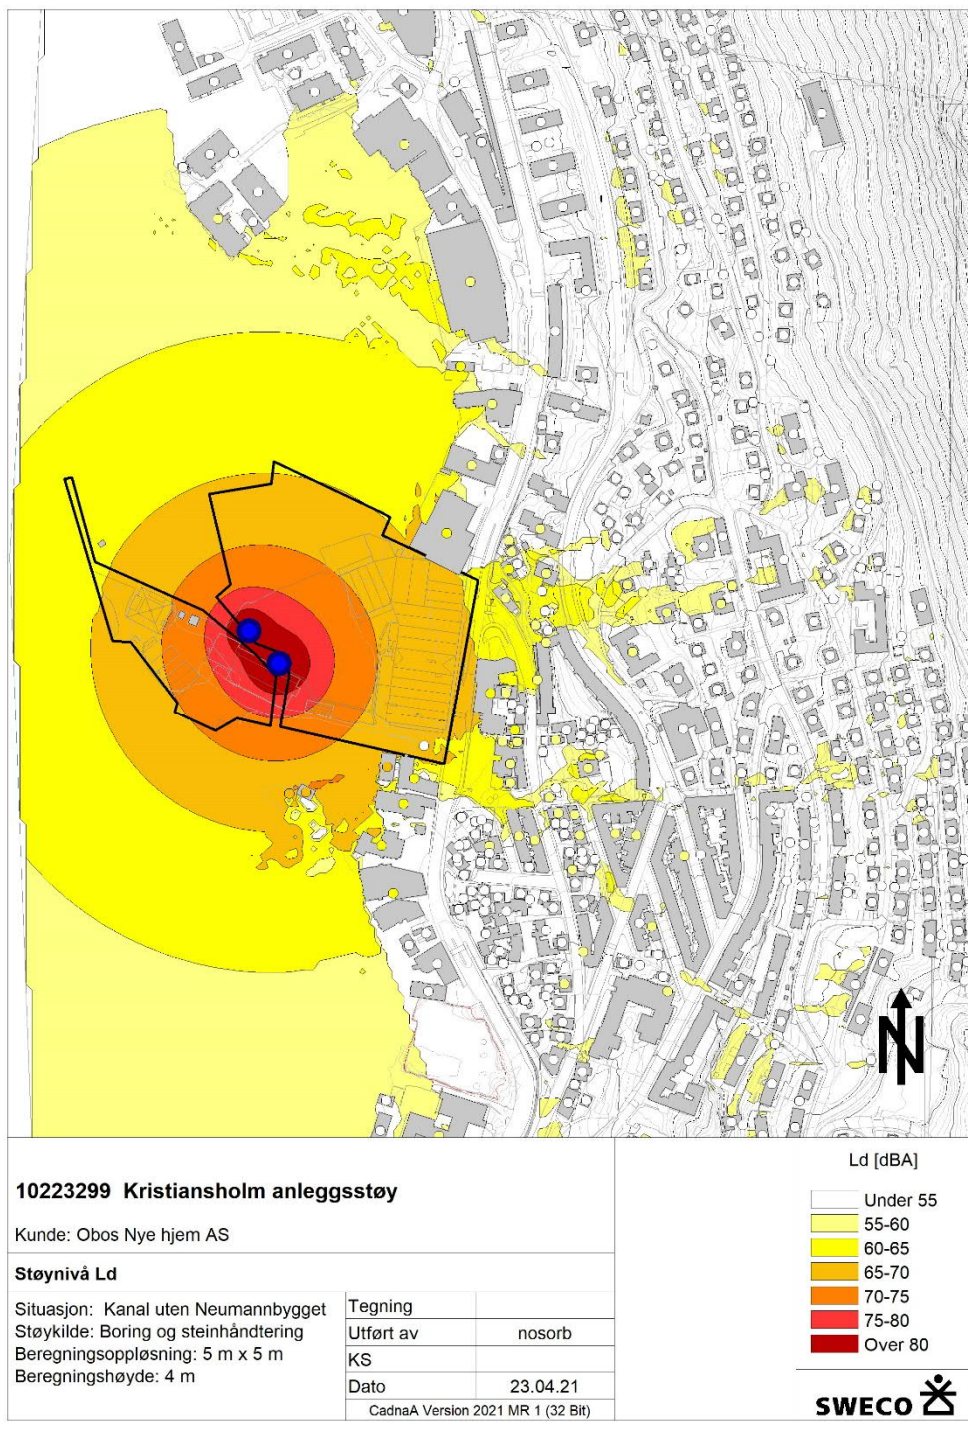 N
10223299 Kristiansholm anleggsstøy
Kunde: Obos Nye hjem AS
Støynivå Ld
Situasjon: Kanal uten Neumannbygget
Støykilde: Boring og steinhåndtering
Beregningsoppløsning: 5 m x 5 m
Beregningshøyde: 4 m
Tegning
Utført av nosorb
KS
Dato 23.04.21
CadnaA Version 2021 MR 1 (32 Bit)
Ld [dBA]
Under 55
55-60
60-65
65-70
70-75
75-80
Over 80
SWECO